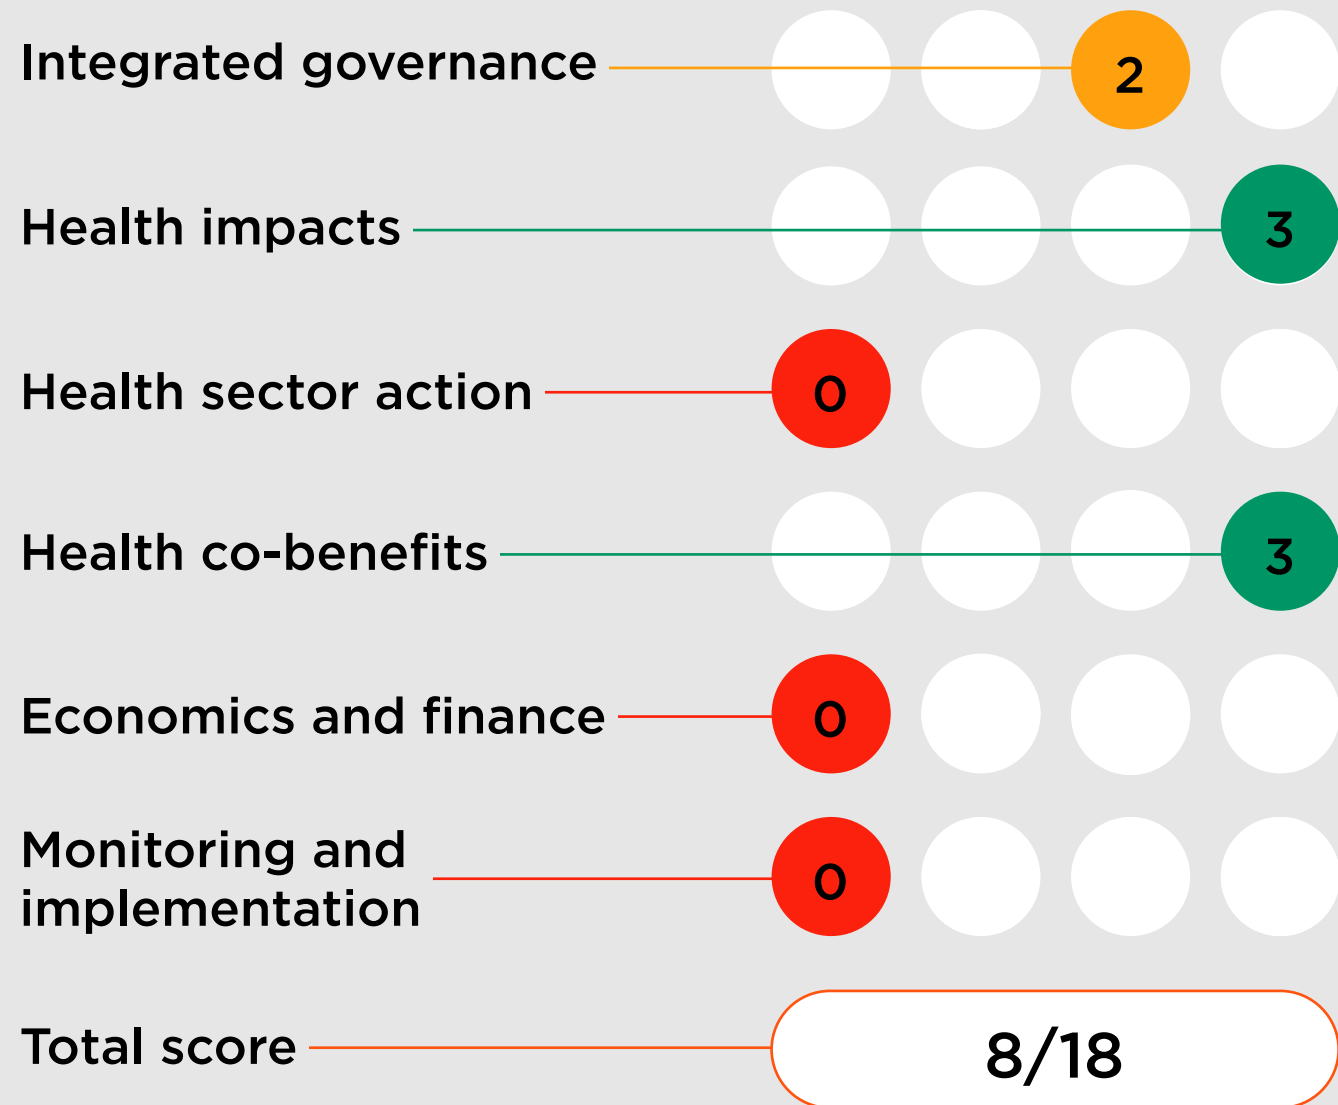 Integrated governance 2
Health impacts 3
Health sector action 0
Health co-benefits 3
Economics and finance 0
Monitoring and
implementation 0
Total score 8/18